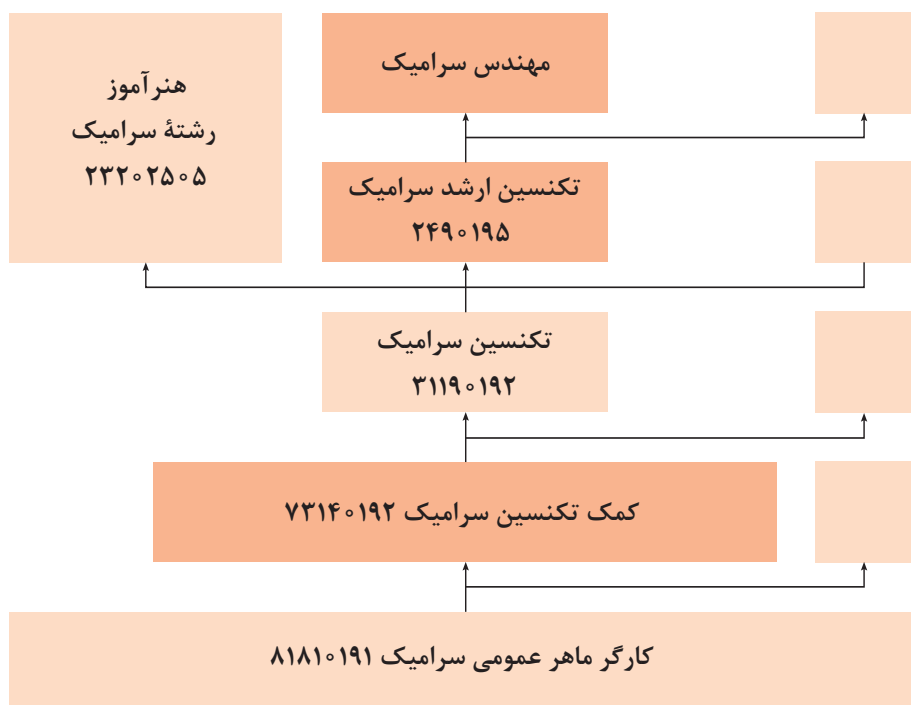 مهندس سرامیک
هنرآموز
رشتهٔ سرامیک
۲۳۲۰۲۵۰۵
تکنسین ارشد سرامیک
۲۴۹۰۱۹۵
تکنسین سرامیک
۳۱۱۹۰۱۹۲
کمک تکنسین سرامیک ۷۳۱۴۰۱۹۲
کارگر ماهر عمومی سرامیک ۸۱۸۱۰۱۹۱